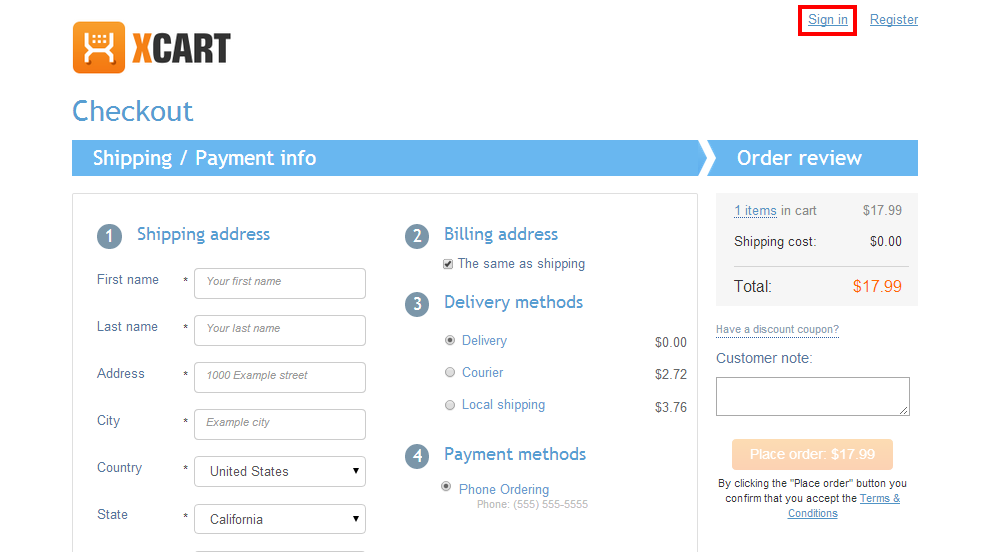 Sign in Register
XCART
Checkout
Shipping / Payment info
Order review
1 Shipping address
First name * Your first name
Last name * Your last name
Address * 1000 Example street
City * Example city
Country * United States
State * California
2 Billing address
The same as shipping
3 Delivery methods
Delivery $0.00
Courier $2.72
Local shipping $3.76
4 Payment methods
Phone Ordering
Phone: (555) 555-5555
1 items in cart $17.99
Shipping cost: $0.00
Total: $17.99
Have a discount coupon?
Customer note:
Place order: $17.99
By clicking the "Place order" button you
confirm that you accept the Terms &
Conditions